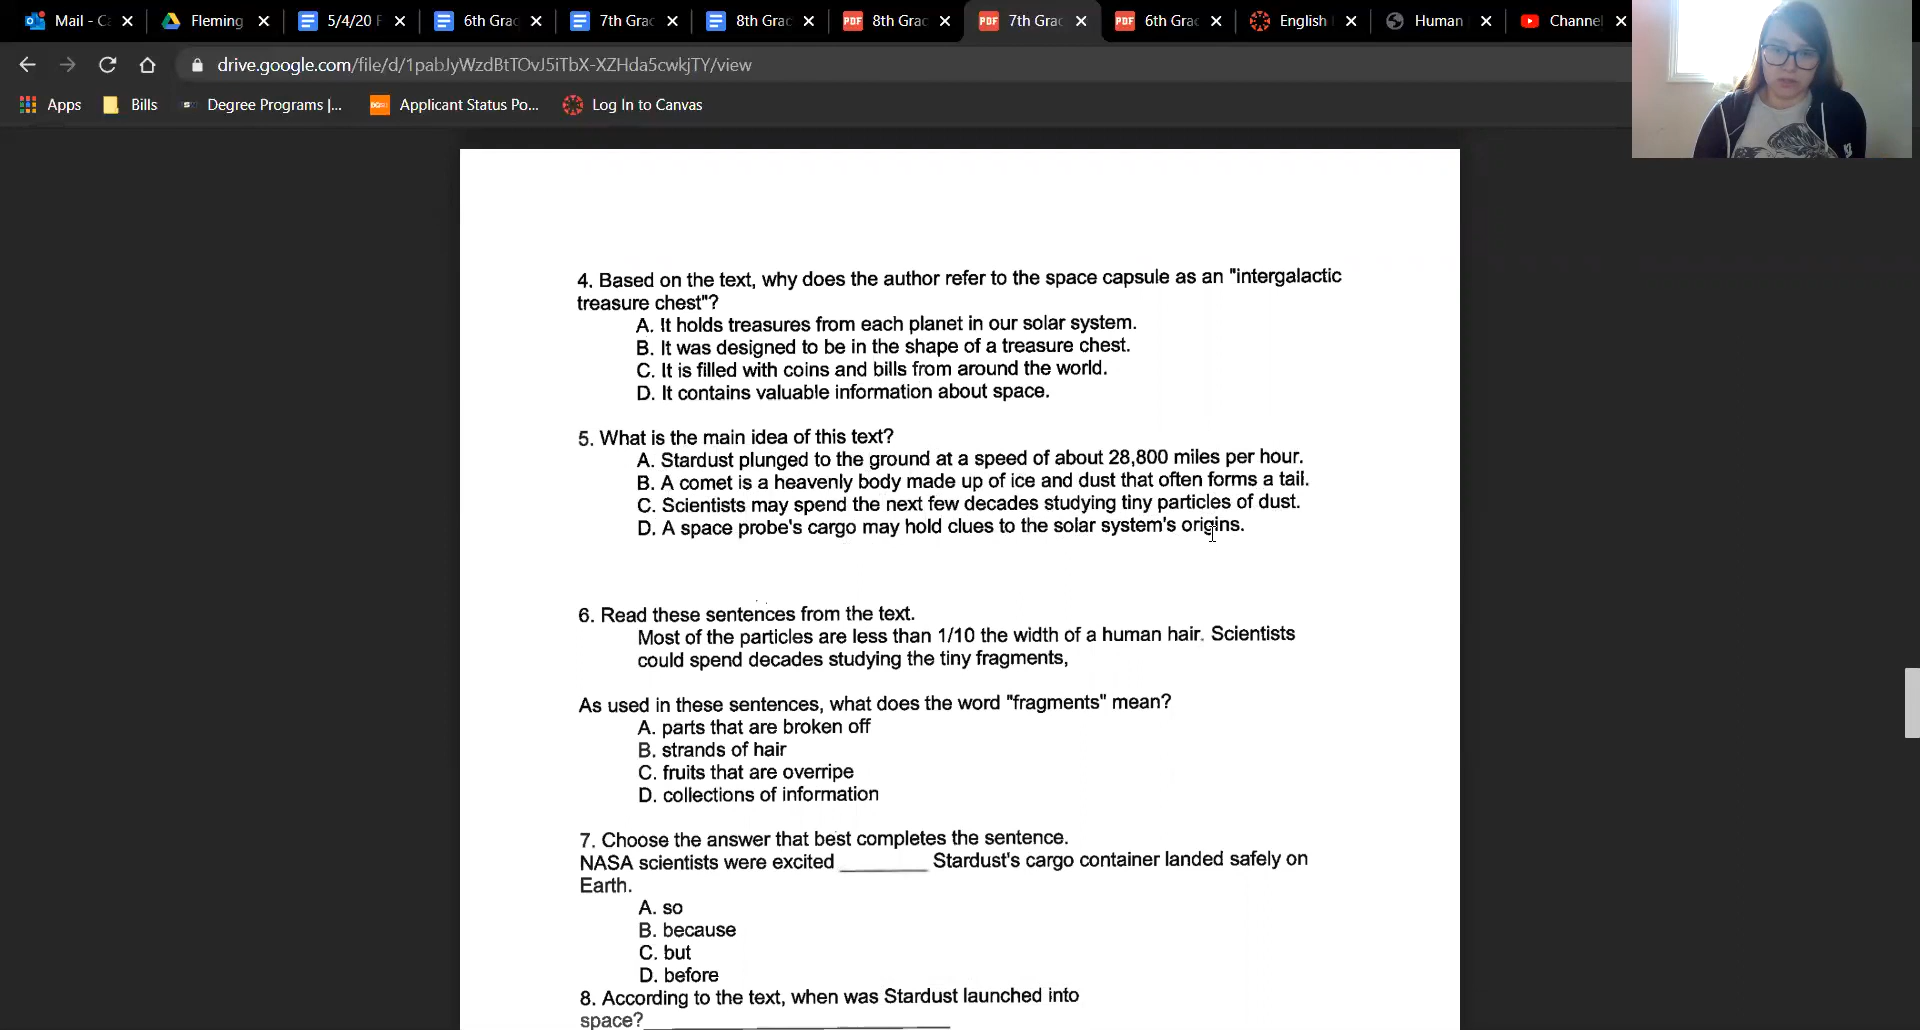 Mail - C
Fleming
5/4/20 F
6th Grac
7th Grac
8th Grac
8th Grac
7th Grac
6th Grac
English
Human
Channel
drive.google.com/file/d/1pabJyWzdBtTOvJ5iTbX-XZHda5cwkjTY/view
Apps
Bills
Degree Programs |...
Applicant Status Po...
Log In to Canvas
4. Based on the text, why does the author refer to the space capsule as an "intergalactic
treasure chest"?
A. It holds treasures from each planet in our solar system.
B. It was designed to be in the shape of a treasure chest.
C. It is filled with coins and bills from around the world.
D. It contains valuable information about space.
5. What is the main idea of this text?
A. Stardust plunged to the ground at a speed of about 28,800 miles per hour.
B. A comet is a heavenly body made up of ice and dust that often forms a tail.
C. Scientists may spend the next few decades studying tiny particles of dust.
D. A space probe's cargo may hold clues to the solar system's origins.
6. Read these sentences from the text.
Most of the particles are less than 1/10 the width of a human hair. Scientists
could spend decades studying the tiny fragments,
As used in these sentences, what does the word "fragments" mean?
A. parts that are broken off
B. strands of hair
C. fruits that are overripe
D. collections of information
7. Choose the answer that best completes the sentence.
NASA scientists were excited ________ Stardust's cargo container landed safely on
Earth.
A. so
B. because
C. but
D. before
8. According to the text, when was Stardust launched into
space?____________________________